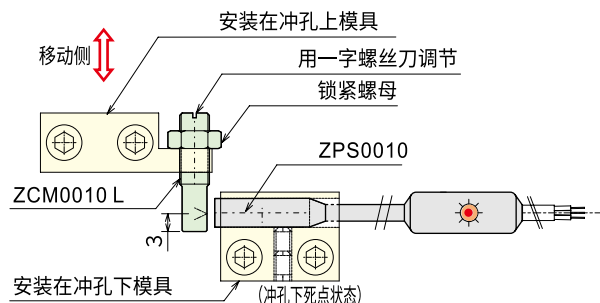 安装在冲孔上模具
移动侧
用一字螺丝刀调节
锁紧螺母
ZPS0010
ZCM0010 L
3
安装在冲孔下模具
(冲孔下死点状态)